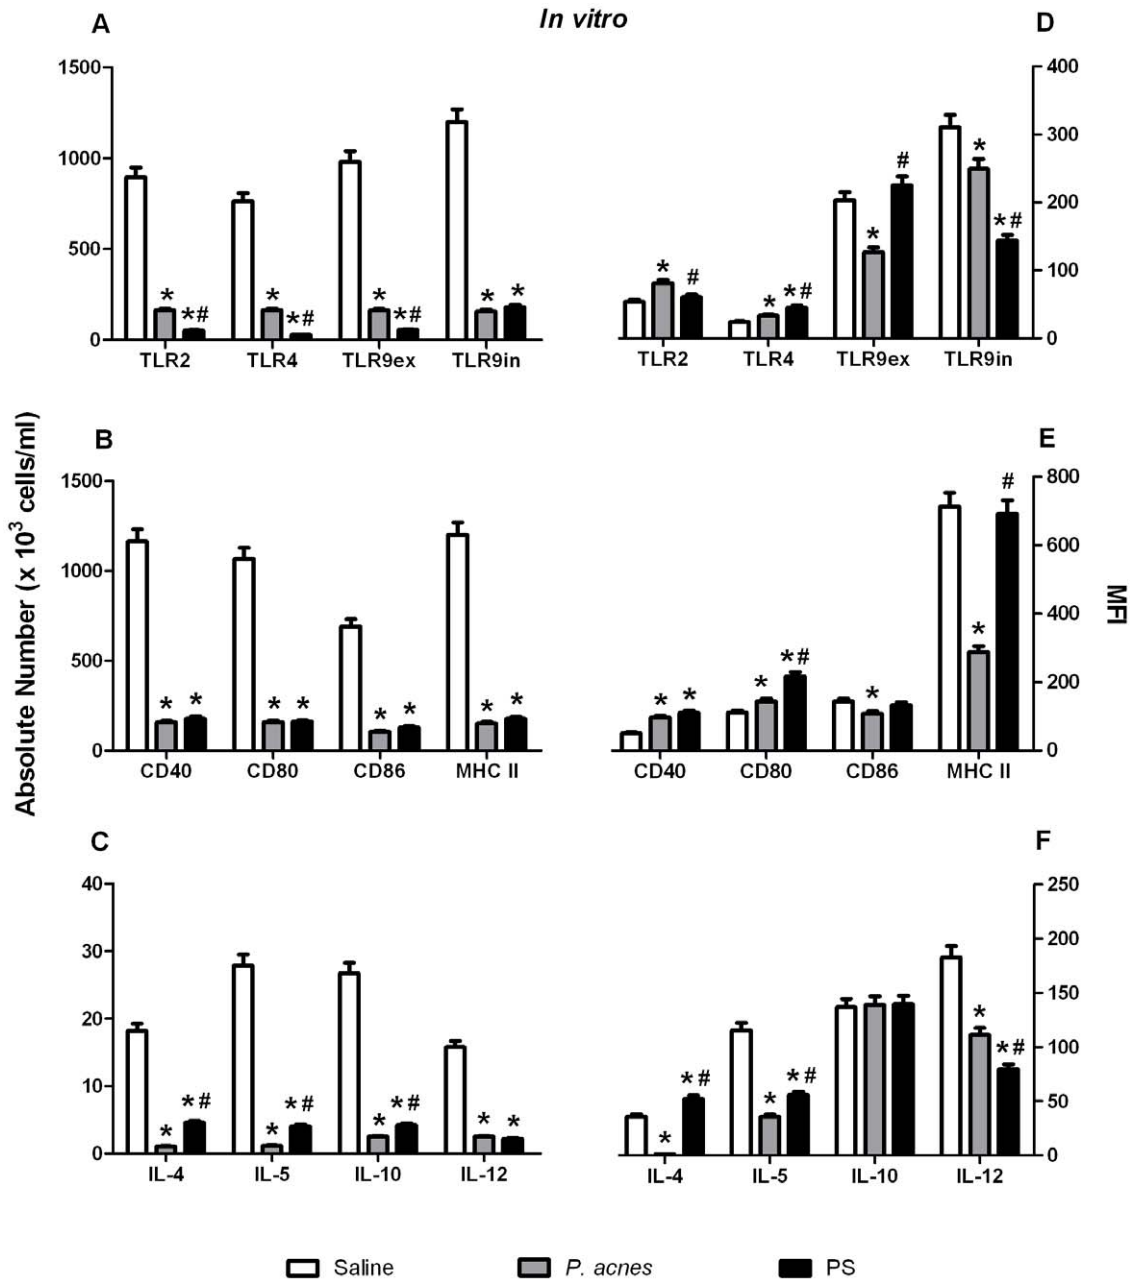 In vitro
A
1500
1000
500
0
* *# * *# * *# * *
TLR2 TLR4 TLR9ex TLR9in
D
400
300
200
100
0
* # * *# * # * *#
TLR2 TLR4 TLR9ex TLR9in
Absolute Number (x 10³ cells/ml)
B
1500
1000
500
0
* * * * * * * *
CD40 CD80 CD86 MHC II
E
800
600
400
200
0
* * * *# * * #
CD40 CD80 CD86 MHC II
MFI
C
40
30
20
10
0
* *# * *# * *# * *
IL-4 IL-5 IL-10 IL-12
F
250
200
150
100
50
0
* *# * *# * *#
IL-4 IL-5 IL-10 IL-12
Saline P. acnes PS